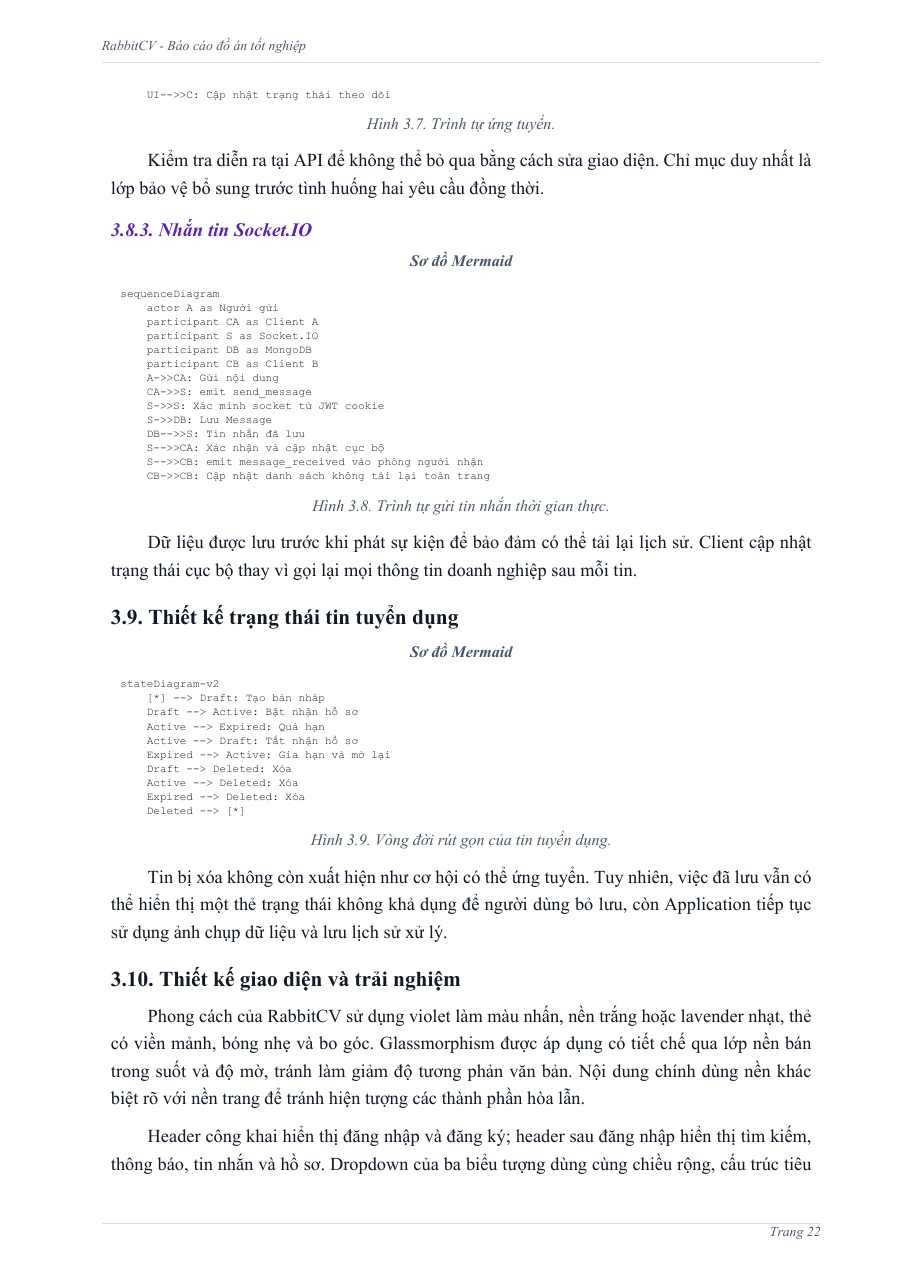 RabbitCV - Báo cáo đồ án tốt nghiệp
UI-->>C: Cập nhật trạng thái theo dõi
Hình 3.7. Trình tự ứng tuyển.
Kiểm tra diễn ra tại API để không thể bỏ qua bằng cách sửa giao diện. Chỉ mục duy nhất là
lớp bảo vệ bổ sung trước tình huống hai yêu cầu đồng thời.
3.8.3. Nhắn tin Socket.IO
Sơ đồ Mermaid
sequenceDiagram
actor A as Người gửi
participant CA as Client A
participant S as Socket.IO
participant DB as MongoDB
participant CB as Client B
A->>CA: Gửi nội dung
CA->>S: emit send_message
S->>S: Xác minh socket từ JWT cookie
S->>DB: Lưu Message
DB-->>S: Tin nhắn đã lưu
S-->>CA: Xác nhận và cập nhật cục bộ
S-->>CB: emit message_received vào phòng người nhận
CB->>CB: Cập nhật danh sách không tải lại toàn trang
Hình 3.8. Trình tự gửi tin nhắn thời gian thực.
Dữ liệu được lưu trước khi phát sự kiện để bảo đảm có thể tải lại lịch sử. Client cập nhật
trạng thái cục bộ thay vì gọi lại mọi thông tin doanh nghiệp sau mỗi tin.
3.9. Thiết kế trạng thái tin tuyển dụng
Sơ đồ Mermaid
stateDiagram-v2
[*] --> Draft: Tạo bản nháp
Draft --> Active: Bật nhận hồ sơ
Active --> Expired: Quá hạn
Active --> Draft: Tắt nhận hồ sơ
Expired --> Active: Gia hạn và mở lại
Draft --> Deleted: Xóa
Active --> Deleted: Xóa
Expired --> Deleted: Xóa
Deleted --> [*]
Hình 3.9. Vòng đời rút gọn của tin tuyển dụng.
Tin bị xóa không còn xuất hiện như cơ hội có thể ứng tuyển. Tuy nhiên, việc đã lưu vẫn có
thể hiển thị một thẻ trạng thái không khả dụng để người dùng bỏ lưu, còn Application tiếp tục
sử dụng ảnh chụp dữ liệu và lưu lịch sử xử lý.
3.10. Thiết kế giao diện và trải nghiệm
Phong cách của RabbitCV sử dụng violet làm màu nhấn, nền trắng hoặc lavender nhạt, thẻ
có viền mảnh, bóng nhẹ và bo góc. Glassmorphism được áp dụng có tiết chế qua lớp nền bán
trong suốt và độ mờ, tránh làm giảm độ tương phản văn bản. Nội dung chính dùng nền khác
biệt rõ với nền trang để tránh hiện tượng các thành phần hòa lẫn.
Header công khai hiển thị đăng nhập và đăng ký; header sau đăng nhập hiển thị tìm kiếm,
thông báo, tin nhắn và hồ sơ. Dropdown của ba biểu tượng dùng cùng chiều rộng, cấu trúc tiêu
Trang 22